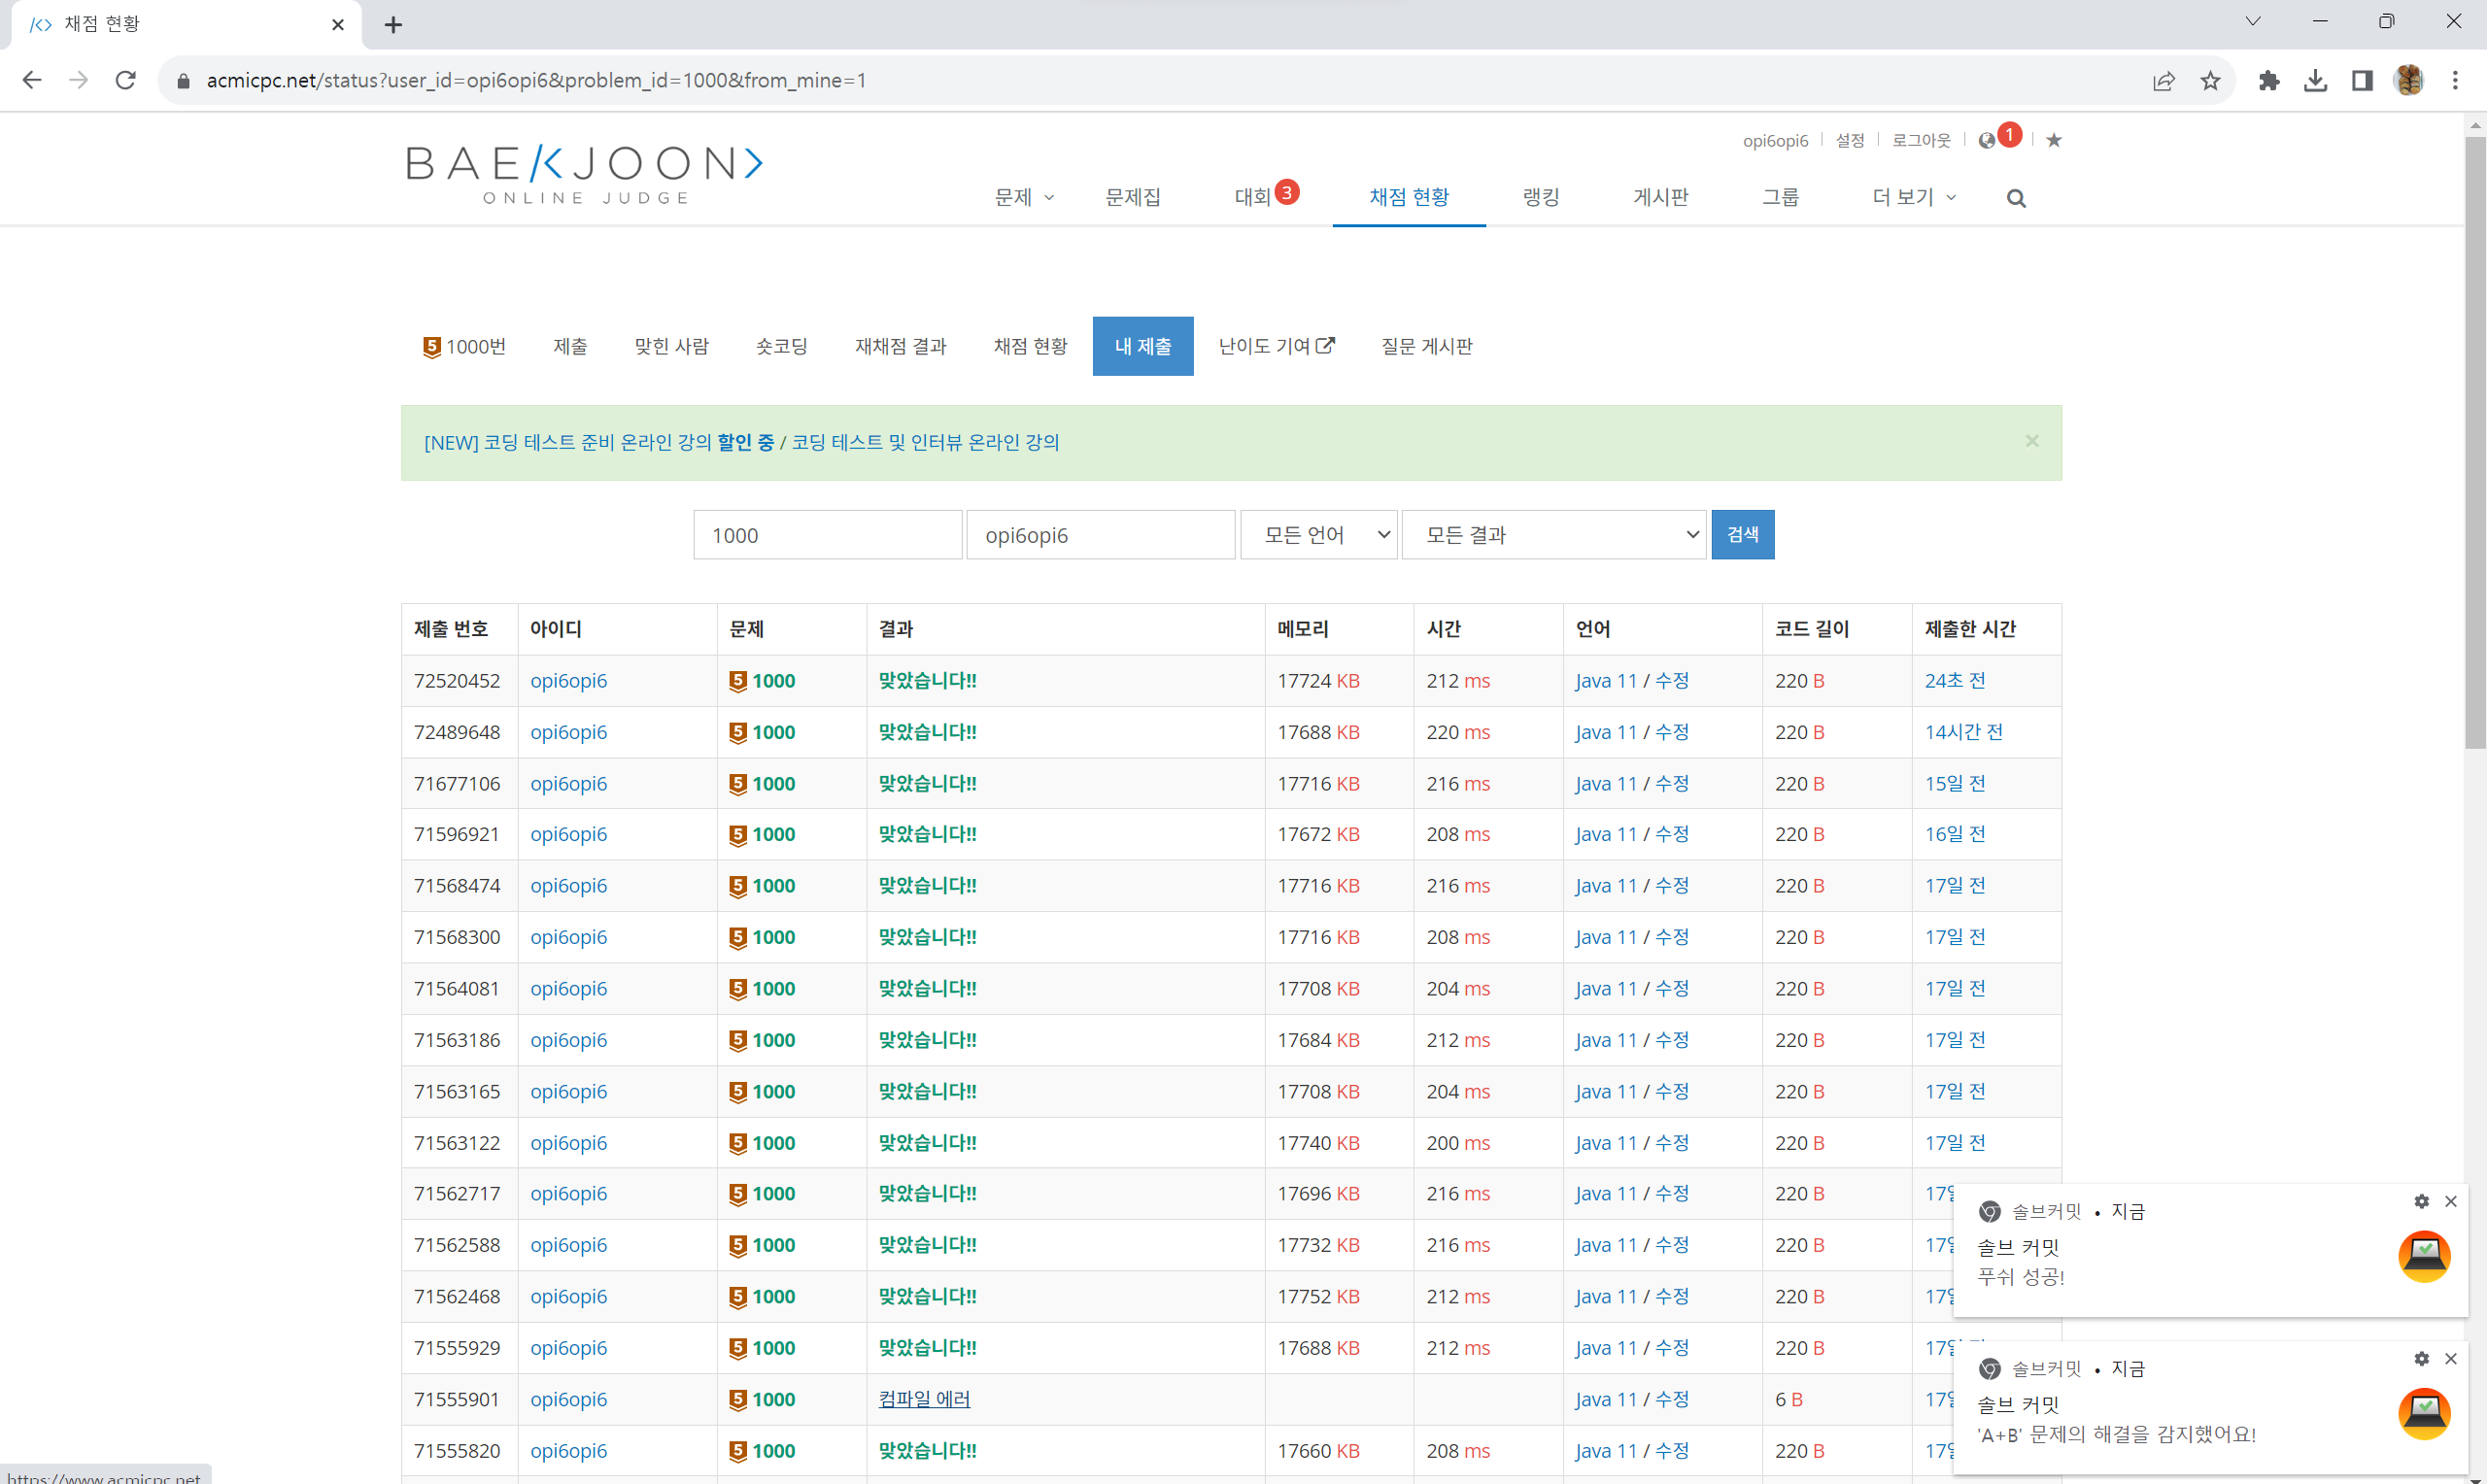 채점 현황
acmicpc.net/status?user_id=opi6opi6&problem_id=1000&from_mine=1
opi6opi6 설정 로그아웃 1
BAEKJOON>
ONLINE JUDGE
문제 문제집 대회 3 채점 현황 랭킹 게시판 그룹 더 보기
5 1000번 제출 맞힌 사람 숏코딩 재채점 결과 채점 현황 내 제출 난이도 기여 질문 게시판
[NEW] 코딩 테스트 준비 온라인 강의 할인 중 / 코딩 테스트 및 인터뷰 온라인 강의 ×
1000 opi6opi6 모든 언어 모든 결과 검색
제출 번호 아이디 문제 결과 메모리 시간 언어 코드 길이 제출한 시간
72520452 opi6opi6 5 1000 맞았습니다!! 17724 KB 212 ms Java 11 / 수정 220 B 24초 전
72489648 opi6opi6 5 1000 맞았습니다!! 17688 KB 220 ms Java 11 / 수정 220 B 14시간 전
71677106 opi6opi6 5 1000 맞았습니다!! 17716 KB 216 ms Java 11 / 수정 220 B 15일 전
71596921 opi6opi6 5 1000 맞았습니다!! 17672 KB 208 ms Java 11 / 수정 220 B 16일 전
71568474 opi6opi6 5 1000 맞았습니다!! 17716 KB 216 ms Java 11 / 수정 220 B 17일 전
71568300 opi6opi6 5 1000 맞았습니다!! 17716 KB 208 ms Java 11 / 수정 220 B 17일 전
71564081 opi6opi6 5 1000 맞았습니다!! 17708 KB 204 ms Java 11 / 수정 220 B 17일 전
71563186 opi6opi6 5 1000 맞았습니다!! 17684 KB 212 ms Java 11 / 수정 220 B 17일 전
71563165 opi6opi6 5 1000 맞았습니다!! 17708 KB 204 ms Java 11 / 수정 220 B 17일 전
71563122 opi6opi6 5 1000 맞았습니다!! 17740 KB 200 ms Java 11 / 수정 220 B 17일 전
71562717 opi6opi6 5 1000 맞았습니다!! 17696 KB 216 ms Java 11 / 수정 220 B
71562588 opi6opi6 5 1000 맞았습니다!! 17732 KB 216 ms Java 11 / 수정 220 B
71562468 opi6opi6 5 1000 맞았습니다!! 17752 KB 212 ms Java 11 / 수정 220 B
71555929 opi6opi6 5 1000 맞았습니다!! 17688 KB 212 ms Java 11 / 수정 220 B
71555901 opi6opi6 5 1000 컴파일 에러 Java 11 / 수정 6 B
71555820 opi6opi6 5 1000 맞았습니다!! 17660 KB 208 ms Java 11 / 수정 220 B
솔브커밋 • 지금
솔브 커밋
푸쉬 성공!
솔브커밋 • 지금
솔브 커밋
'A+B' 문제의 해결을 감지했어요!
https://www.acmicpc.net